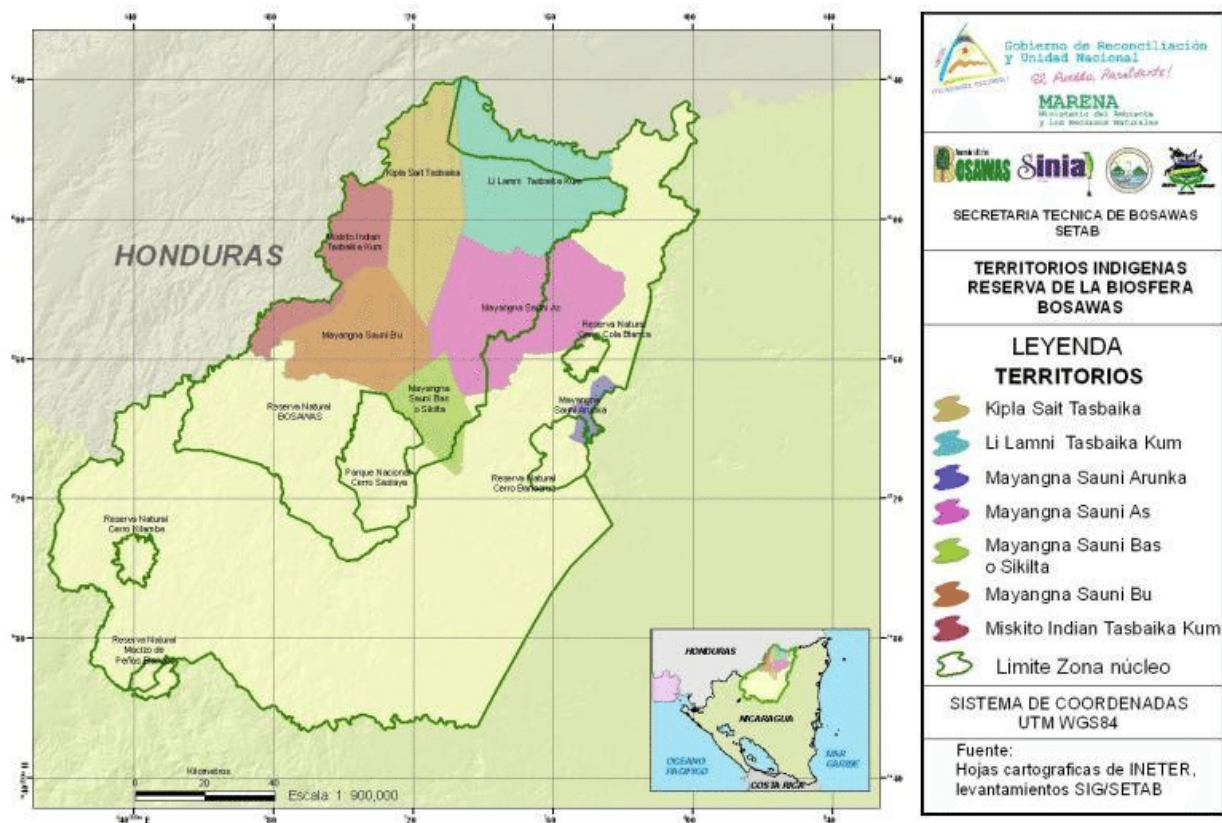 HONDURAS
Kipla Sait Tasbaika
Li Lamni Tasbaika Kum
Miskito Indian
Tasbaika Kum
Mayangna Sauni As
Mayangna Sauni Bu
Reserva Natural
Cerro Cola Blanca
Mayangna
Sauni Bas
o Sikilta
Mayangna
Sauni Arunka
Reserva Natural
BOSAWAS
Parque Nacional
Cerro Saslaya
Reserva Natural
Cerro Banacruz
Reserva Natural
Cerro Kilambe
Reserva Natural
Macizo de
Peñas Blancas
Kilometros
0 20 40
Escala: 1: 900,000
HONDURAS
NICARAGUA
OCEANO
PACIFICO
MAR
CARIBE
COSTA RICA
Gobierno de Reconciliación
y Unidad Nacional
El Pueblo, Presidente!
MARENA
Ministerio del Ambiente
y los Recursos Naturales
BOSAWAS
Sinia
SECRETARIA TECNICA DE BOSAWAS
SETAB
TERRITORIOS INDIGENAS
RESERVA DE LA BIOSFERA
BOSAWAS
LEYENDA
TERRITORIOS
Kipla Sait Tasbaika
Li Lamni Tasbaika Kum
Mayangna Sauni Arunka
Mayangna Sauni As
Mayangna Sauni Bas
o Sikilta
Mayangna Sauni Bu
Miskito Indian Tasbaika Kum
Limite Zona núcleo
SISTEMA DE COORDENADAS
UTM WGS84
Fuente:
Hojas cartograficas de INETER,
levantamientos SIG/SETAB